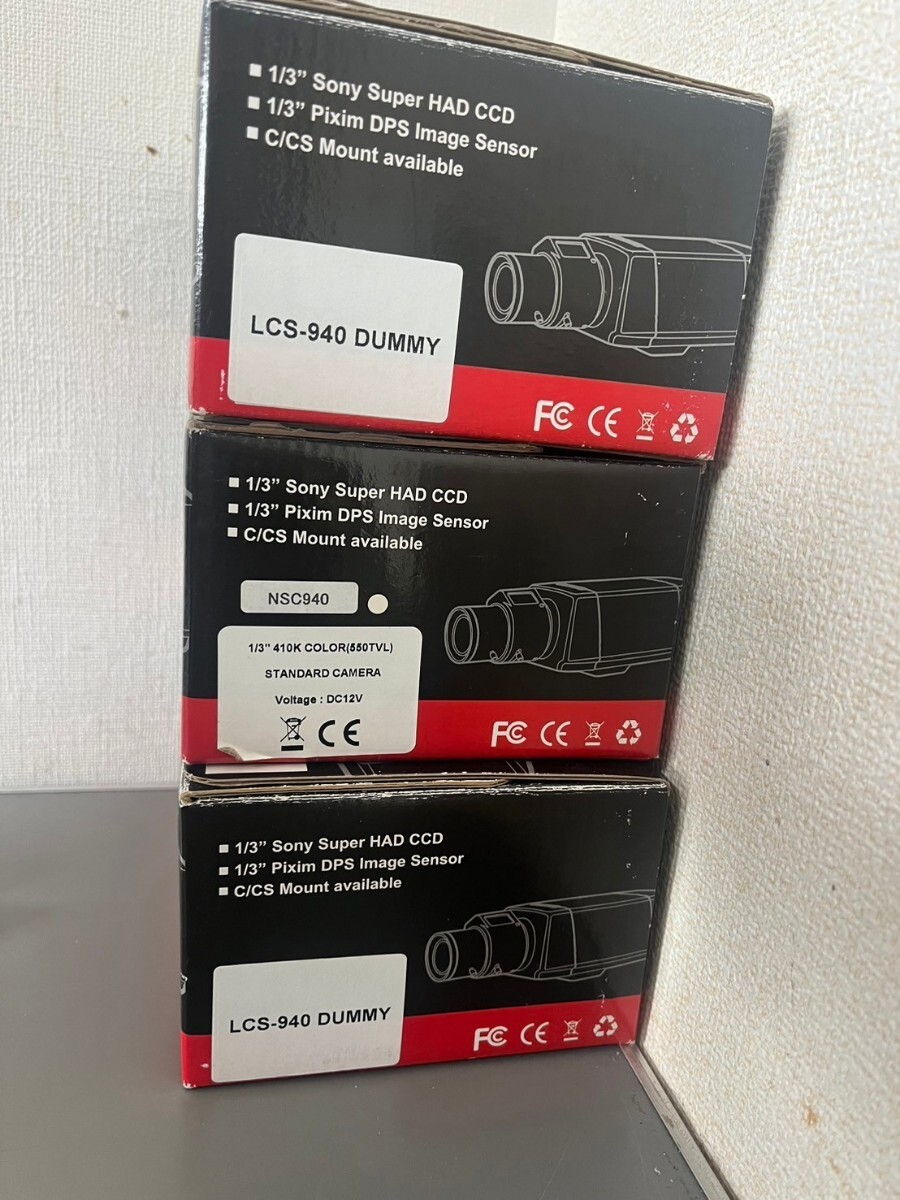 1/3” Sony Super HAD CCD
1/3” Pixim DPS Image Sensor
C/CS Mount available
LCS-940 DUMMY
FC CE
1/3” Sony Super HAD CCD
1/3” Pixim DPS Image Sensor
C/CS Mount available
NSC940
1/3" 410K COLOR(550TVL)
STANDARD CAMERA
Voltage : DC12V
CE
FC CE
1/3” Sony Super HAD CCD
1/3” Pixim DPS Image Sensor
C/CS Mount available
LCS-940 DUMMY
FC CE